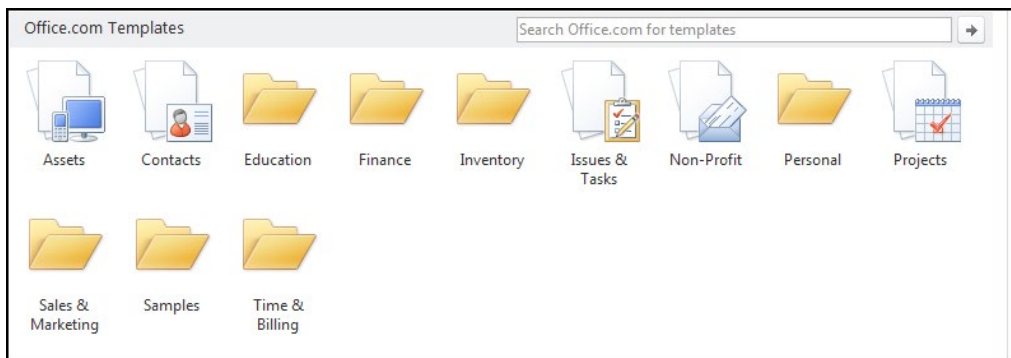 Office.com Templates
Search Office.com for templates
Assets
Contacts
Education
Finance
Inventory
Issues &
Tasks
Non-Profit
Personal
Projects
Sales &
Marketing
Samples
Time &
Billing